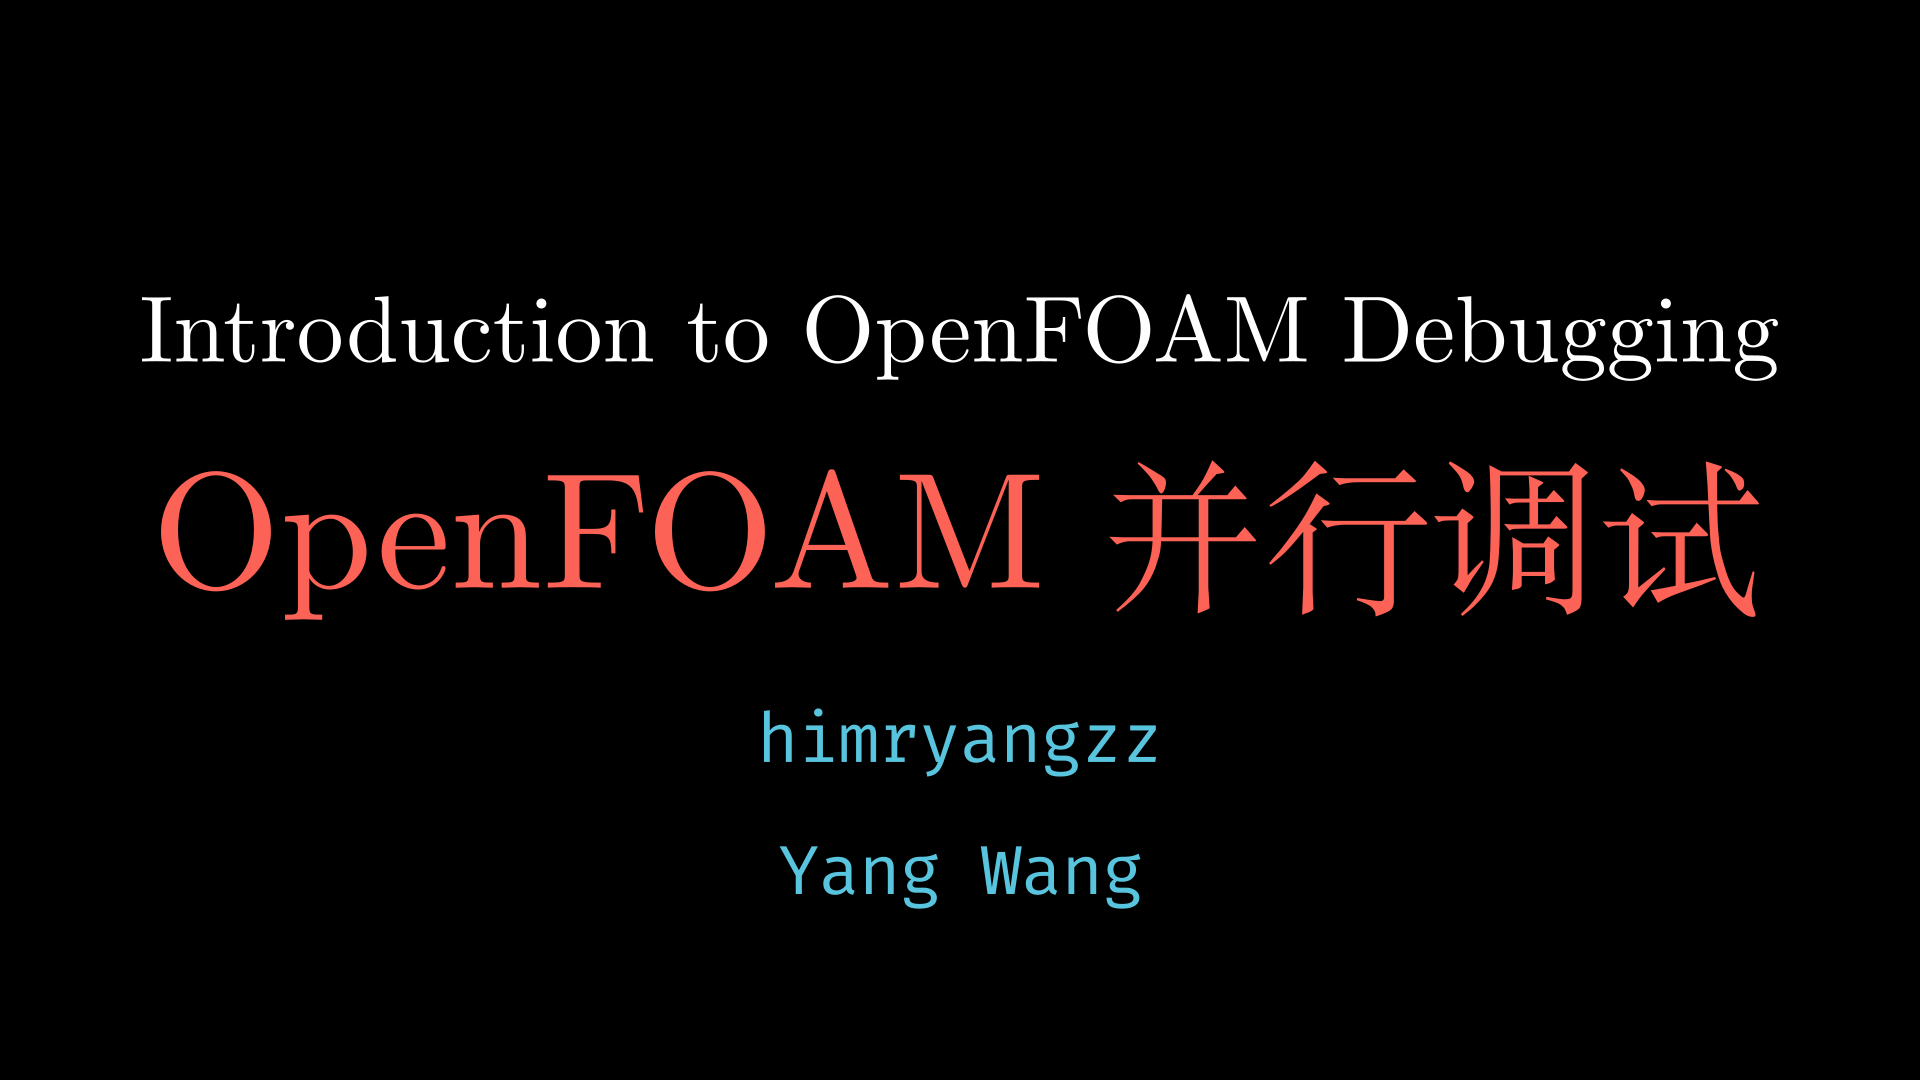 Introduction to OpenFOAM Debugging
OpenFOAM 并行调试
himryangzz
Yang Wang